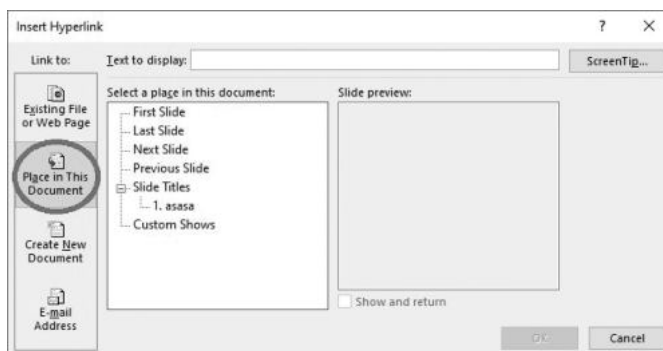 Insert Hyperlink
?
×
Link to:
Text to display:
ScreenTip...
Existing File
or Web Page
Place in This
Document
Create New
Document
E-mail
Address
Select a place in this document:
First Slide
Last Slide
Next Slide
Previous Slide
Slide Titles
1. asasa
Custom Shows
Slide preview:
Show and return
OK
Cancel